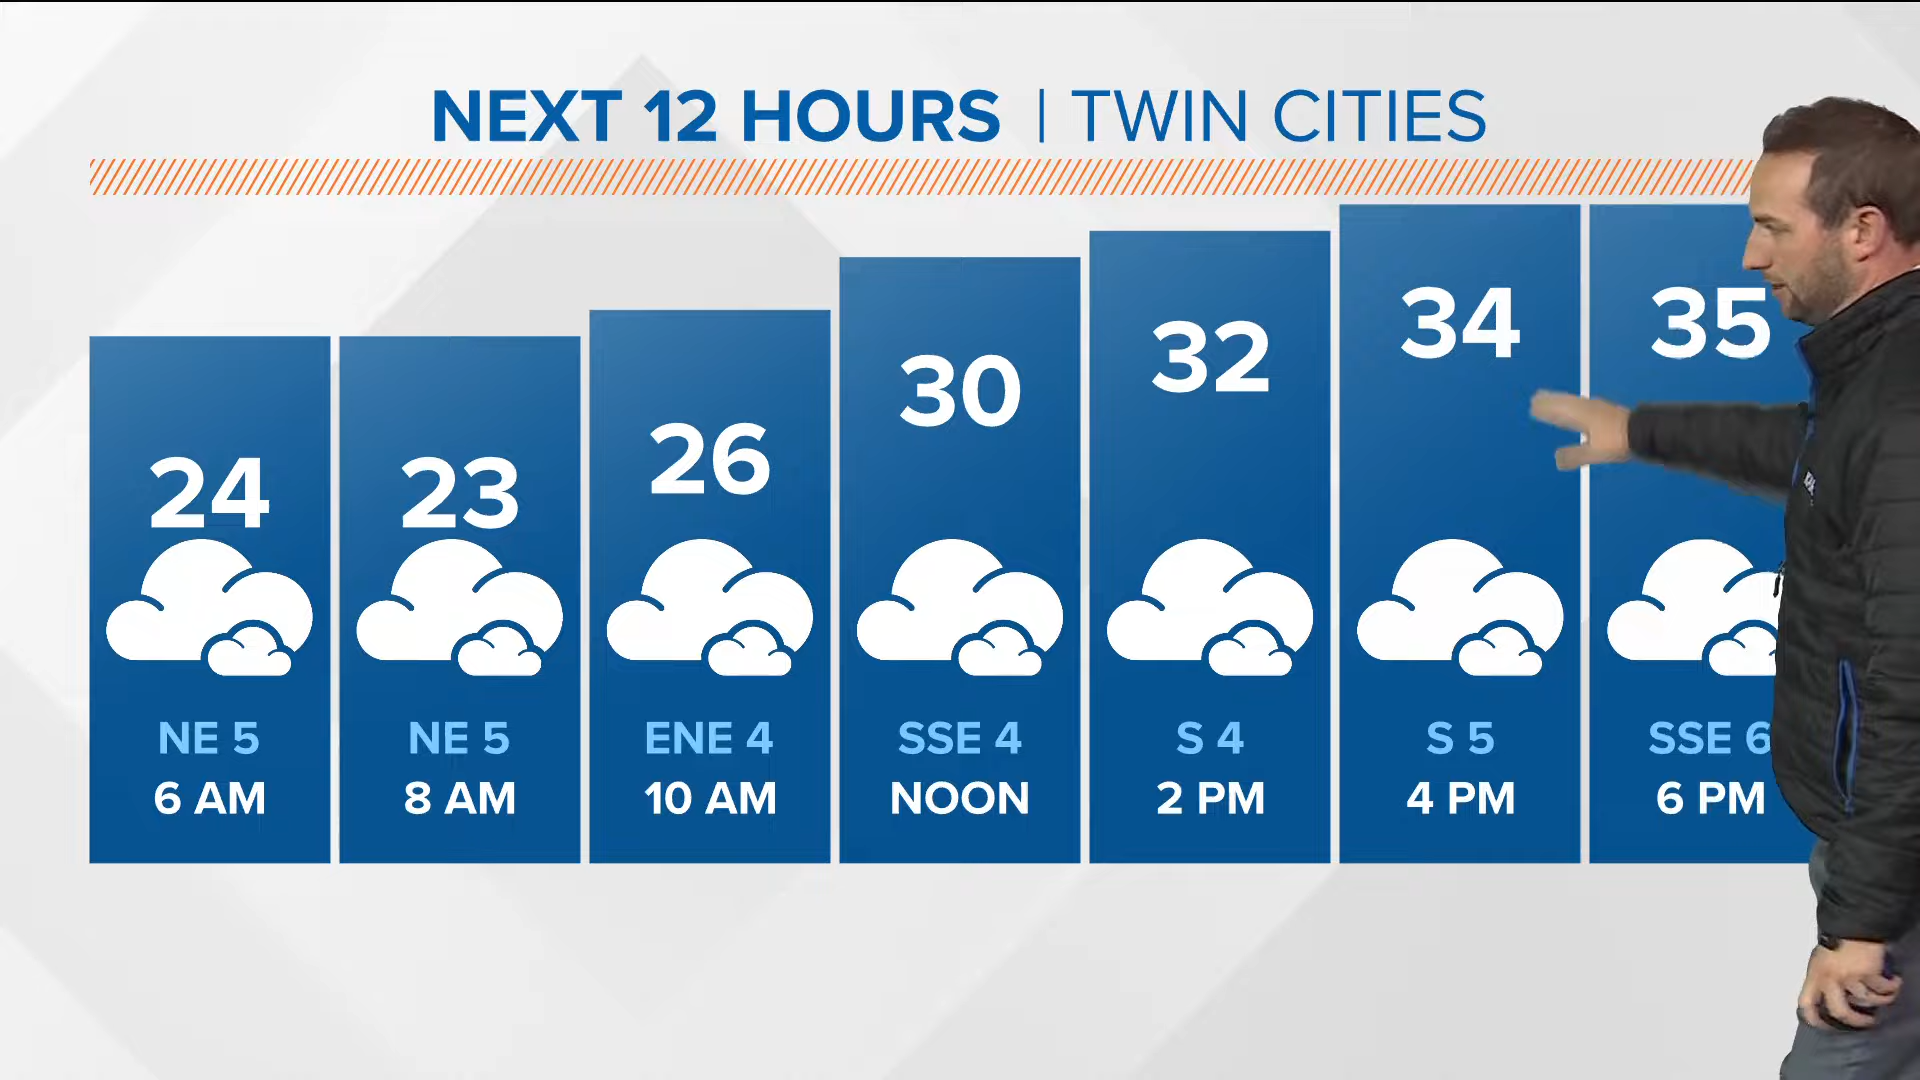 NEXT 12 HOURS | TWIN CITIES
24 23 26 30 32 34 35
NE 5 NE 5 ENE 4 SSE 4 S 4 S 5 SSE 6
6 AM 8 AM 10 AM NOON 2 PM 4 PM 6 PM